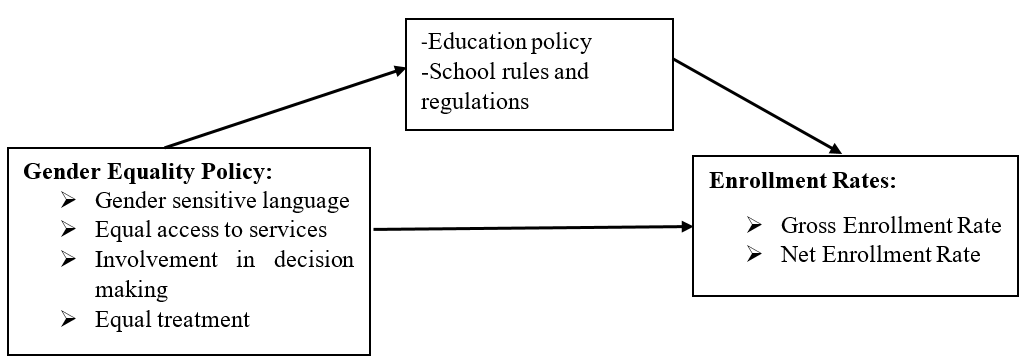 -Education policy
-School rules and
regulations
Gender Equality Policy:
➢ Gender sensitive language
➢ Equal access to services
➢ Involvement in decision
making
➢ Equal treatment
Enrollment Rates:
➢ Gross Enrollment Rate
➢ Net Enrollment Rate